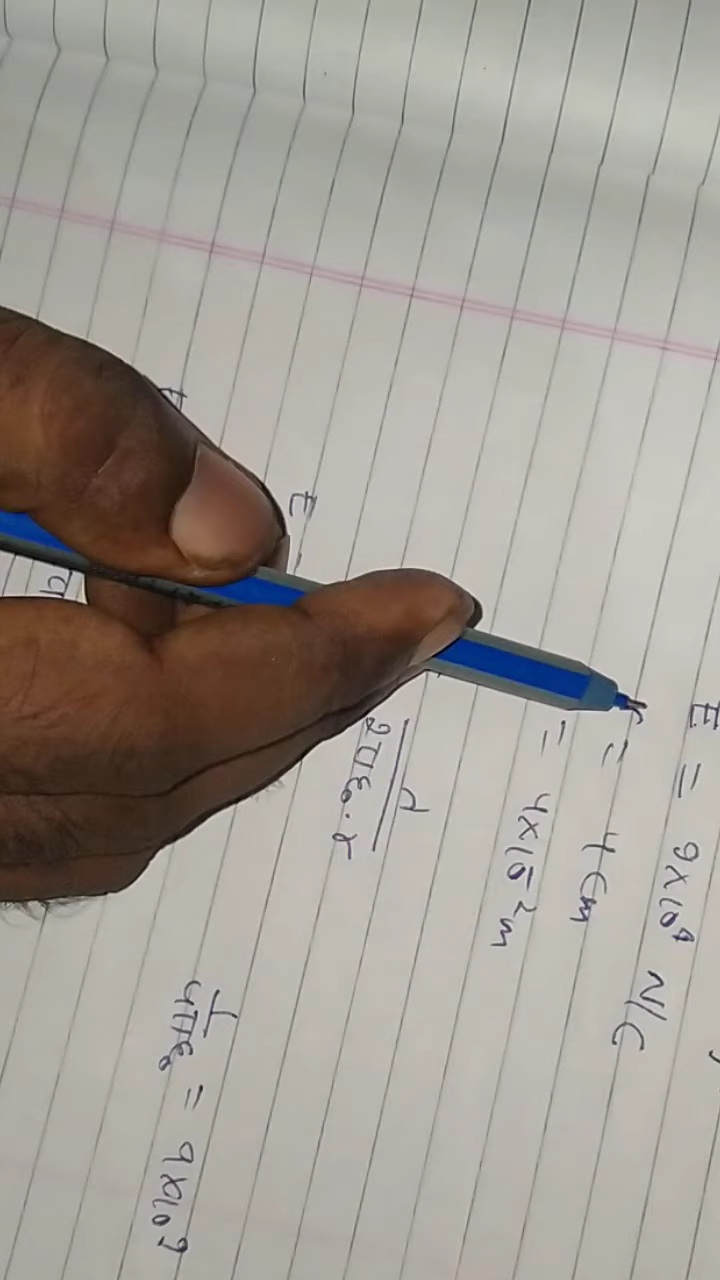 E = 9×10⁴ N/C
r = 4 cm
= 4×10⁻² m
E
λ
2πε₀.r
1
4πε₀ = 9×10⁹